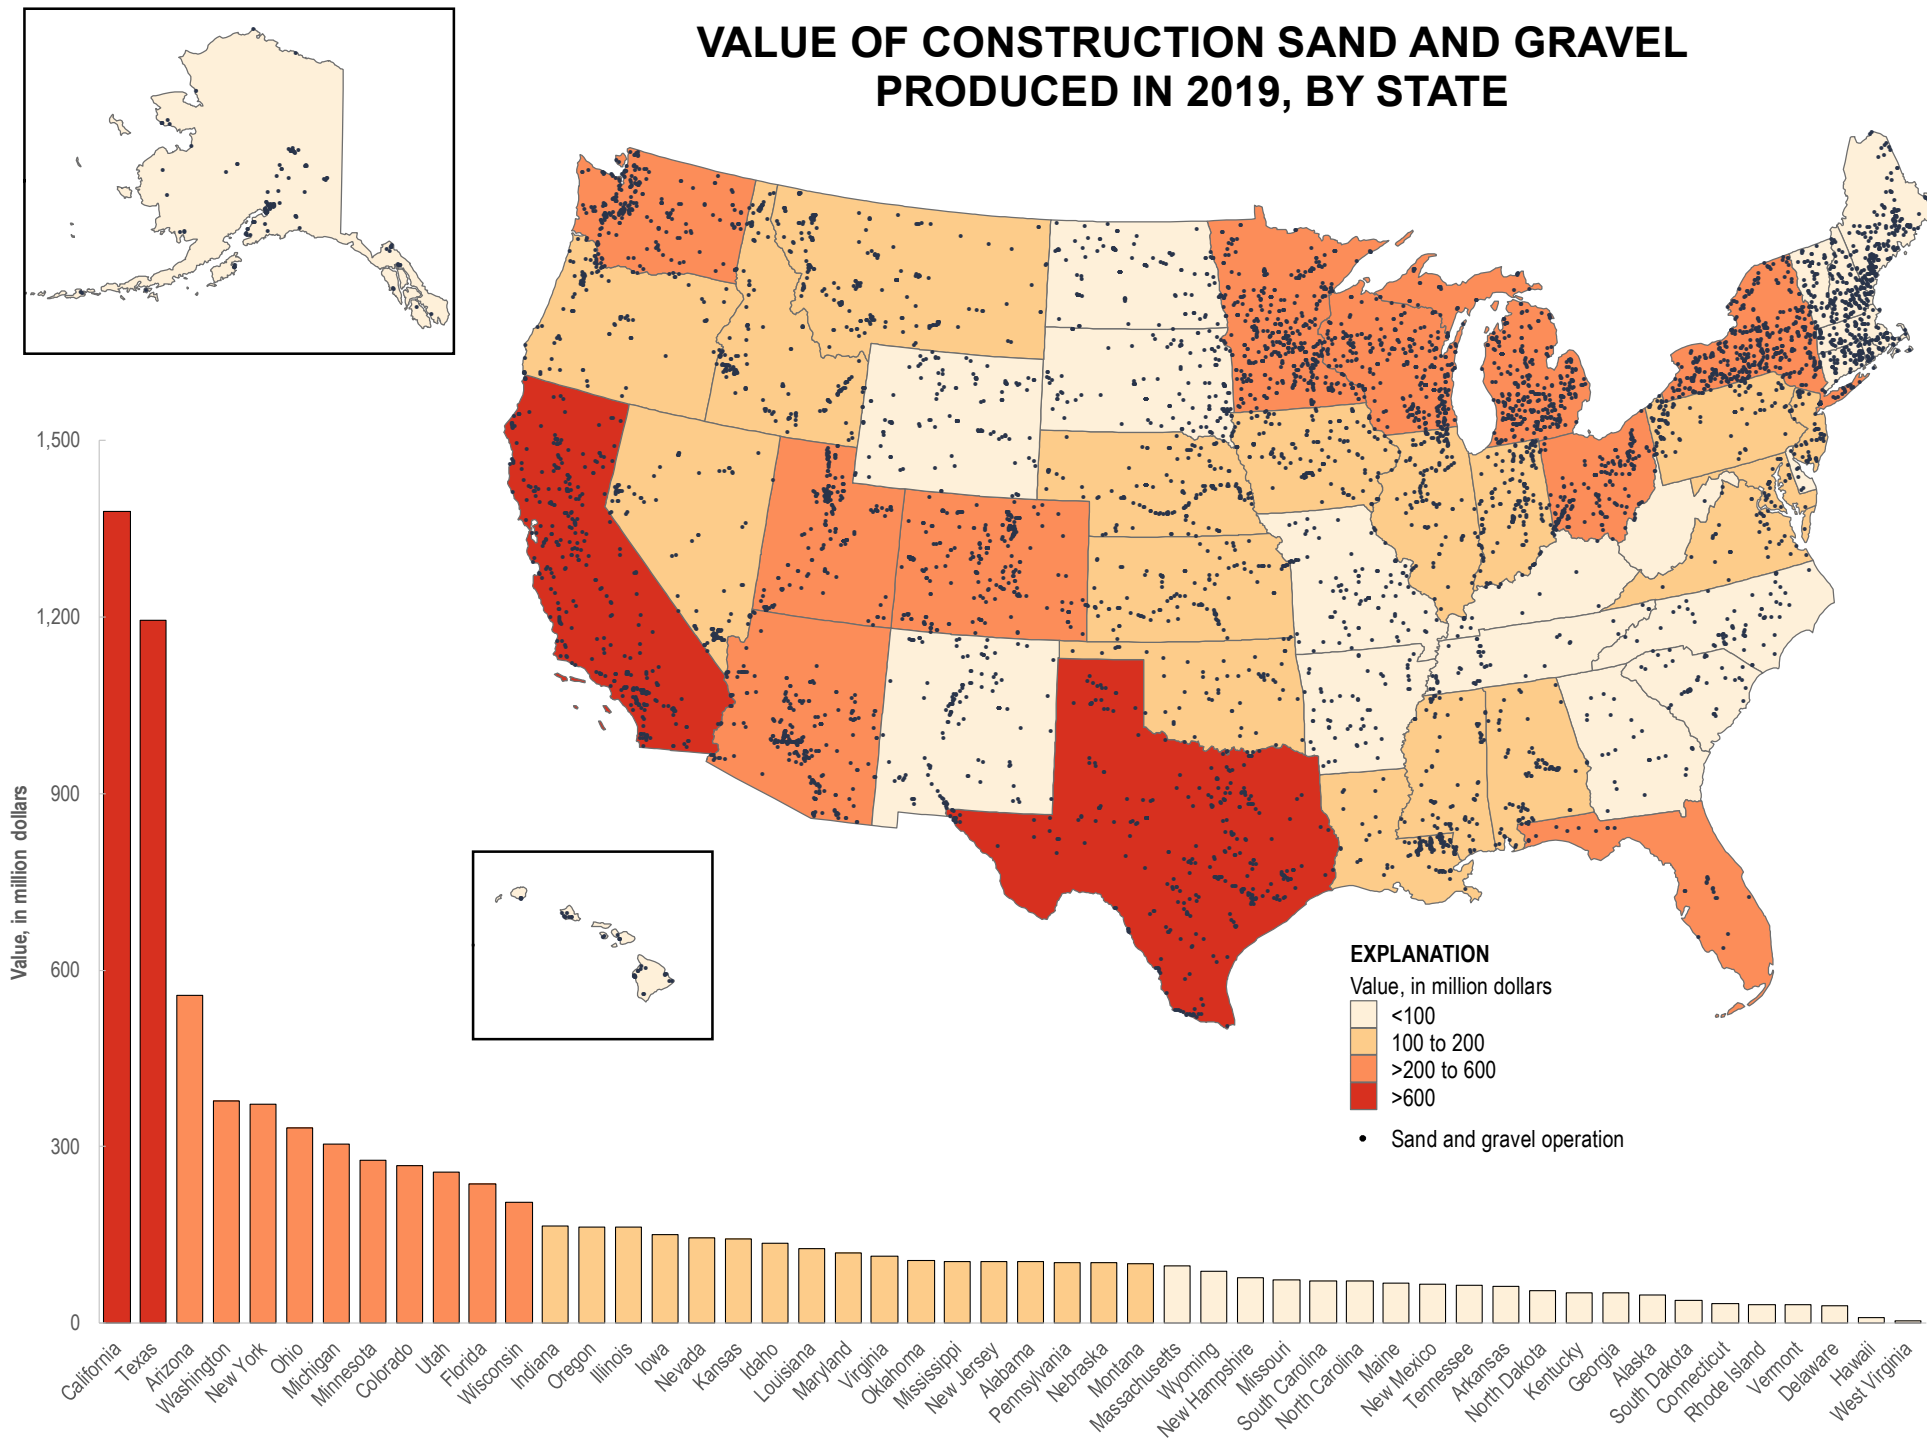 VALUE OF CONSTRUCTION SAND AND GRAVEL
PRODUCED IN 2019, BY STATE
1,500
1,200
900
600
300
0
Value, in million dollars
EXPLANATION
Value, in million dollars
<100
100 to 200
>200 to 600
>600
Sand and gravel operation
California
Texas
Arizona
Washington
New York
Ohio
Michigan
Minnesota
Colorado
Utah
Florida
Wisconsin
Indiana
Oregon
Illinois
Iowa
Nevada
Kansas
Idaho
Louisiana
Maryland
Virginia
Oklahoma
Mississippi
New Jersey
Alabama
Pennsylvania
Nebraska
Montana
Massachusetts
Wyoming
New Hampshire
Missouri
South Carolina
North Carolina
Maine
New Mexico
Tennessee
Arkansas
North Dakota
Kentucky
Georgia
Alaska
South Dakota
Connecticut
Rhode Island
Vermont
Delaware
Hawaii
West Virginia